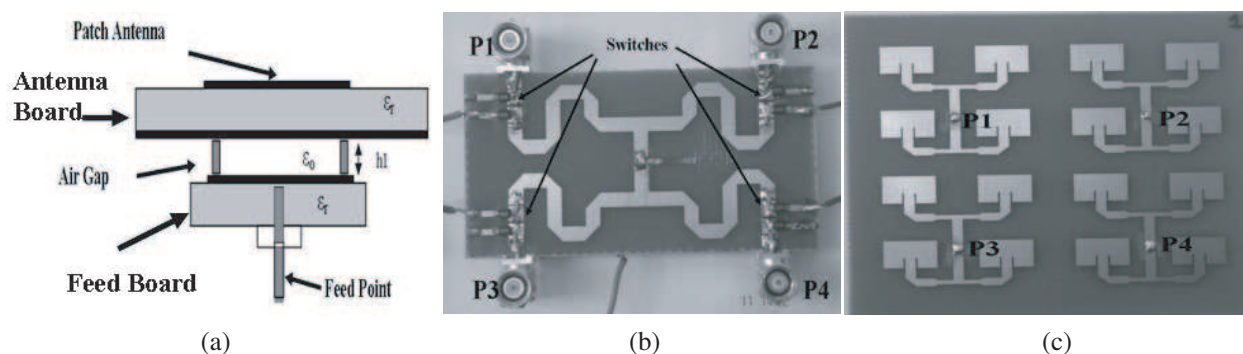 Patch Antenna
Antenna
Board
εr
Air Gap
ε0
h1
εr
Feed Board
Feed Point
(a)
P1
Switches
P2
P3
P4
(b)
1
P1
P2
P3
P4
(c)